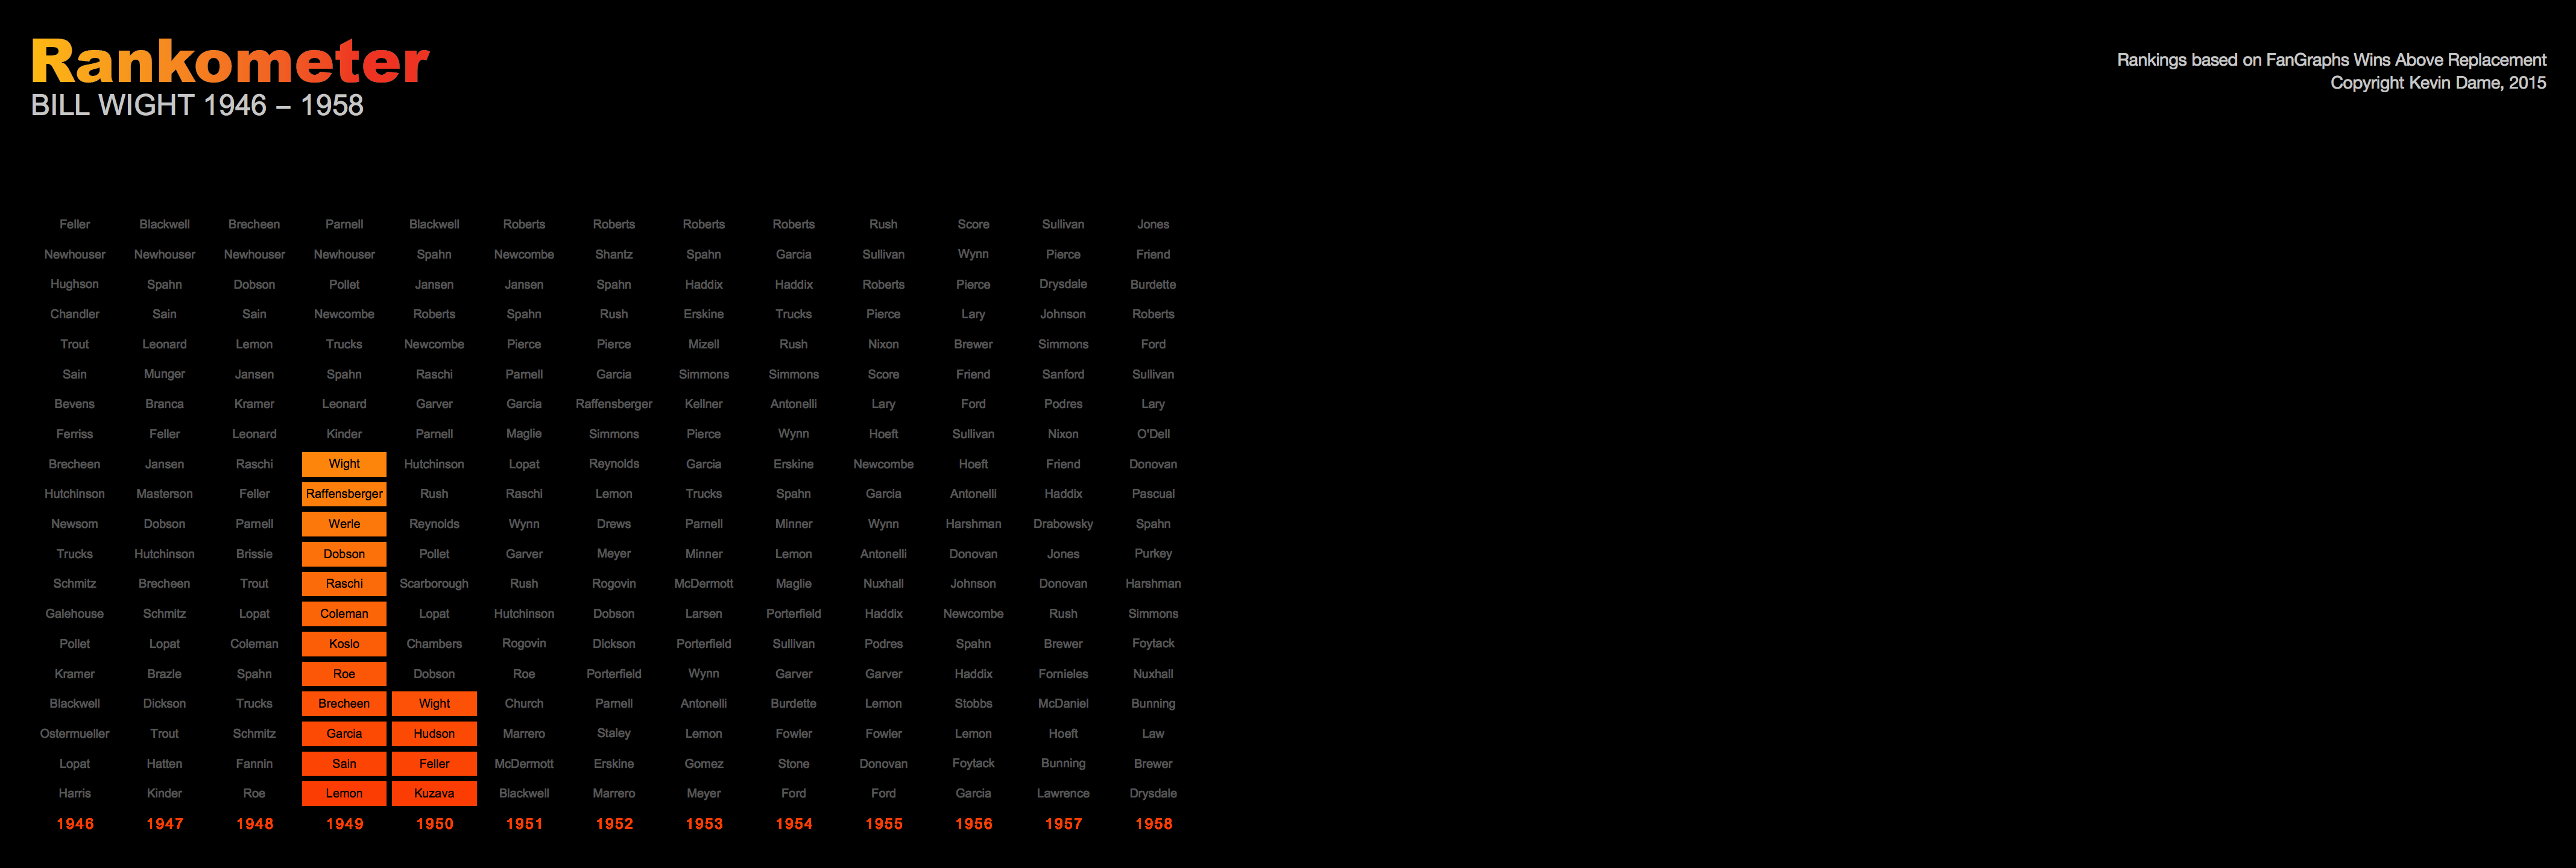 Rankometer
BILL WIGHT 1946 – 1958
Rankings based on FanGraphs Wins Above Replacement
Copyright Kevin Dame, 2015
Feller Blackwell Brecheen Parnell Blackwell Roberts Roberts Roberts Roberts Rush Score Sullivan Jones
Newhouser Newhouser Newhouser Newhouser Spahn Newcombe Shantz Spahn Garcia Sullivan Wynn Pierce Friend
Hughson Spahn Dobson Pollet Jansen Jansen Spahn Haddix Haddix Roberts Pierce Drysdale Burdette
Chandler Sain Sain Newcombe Roberts Spahn Rush Erskine Trucks Pierce Lary Johnson Roberts
Trout Leonard Lemon Trucks Newcombe Pierce Pierce Mizell Rush Nixon Brewer Simmons Ford
Sain Munger Jansen Spahn Raschi Parnell Garcia Simmons Simmons Score Friend Sanford Sullivan
Bevens Branca Kramer Leonard Garver Garcia Raffensberger Kellner Antonelli Lary Ford Podres Lary
Ferriss Feller Leonard Kinder Parnell Maglie Simmons Pierce Wynn Hoeft Sullivan Nixon O'Dell
Brecheen Jansen Raschi Wight Hutchinson Lopat Reynolds Garcia Erskine Newcombe Hoeft Friend Donovan
Hutchinson Masterson Feller Raffensberger Rush Raschi Lemon Trucks Spahn Garcia Antonelli Haddix Pascual
Newsom Dobson Parnell Werle Reynolds Wynn Drews Parnell Minner Wynn Harshman Drabowsky Spahn
Trucks Hutchinson Brissie Dobson Pollet Garver Meyer Minner Lemon Antonelli Donovan Jones Purkey
Schmitz Brecheen Trout Raschi Scarborough Rush Rogovin McDermott Maglie Nuxhall Johnson Donovan Harshman
Galehouse Schmitz Lopat Coleman Lopat Hutchinson Dobson Larsen Porterfield Haddix Newcombe Rush Simmons
Pollet Lopat Coleman Koslo Chambers Rogovin Dickson Porterfield Sullivan Podres Spahn Brewer Foytack
Kramer Brazle Spahn Roe Dobson Roe Porterfield Wynn Garver Garver Haddix Fornieles Nuxhall
Blackwell Dickson Trucks Brecheen Wight Church Parnell Antonelli Burdette Lemon Stobbs McDaniel Bunning
Ostermueller Trout Schmitz Garcia Hudson Marrero Staley Lemon Fowler Fowler Lemon Hoeft Law
Lopat Hatten Fannin Sain Feller McDermott Erskine Gomez Stone Donovan Foytack Bunning Brewer
Harris Kinder Roe Lemon Kuzava Blackwell Marrero Meyer Ford Ford Garcia Lawrence Drysdale
1946 1947 1948 1949 1950 1951 1952 1953 1954 1955 1956 1957 1958